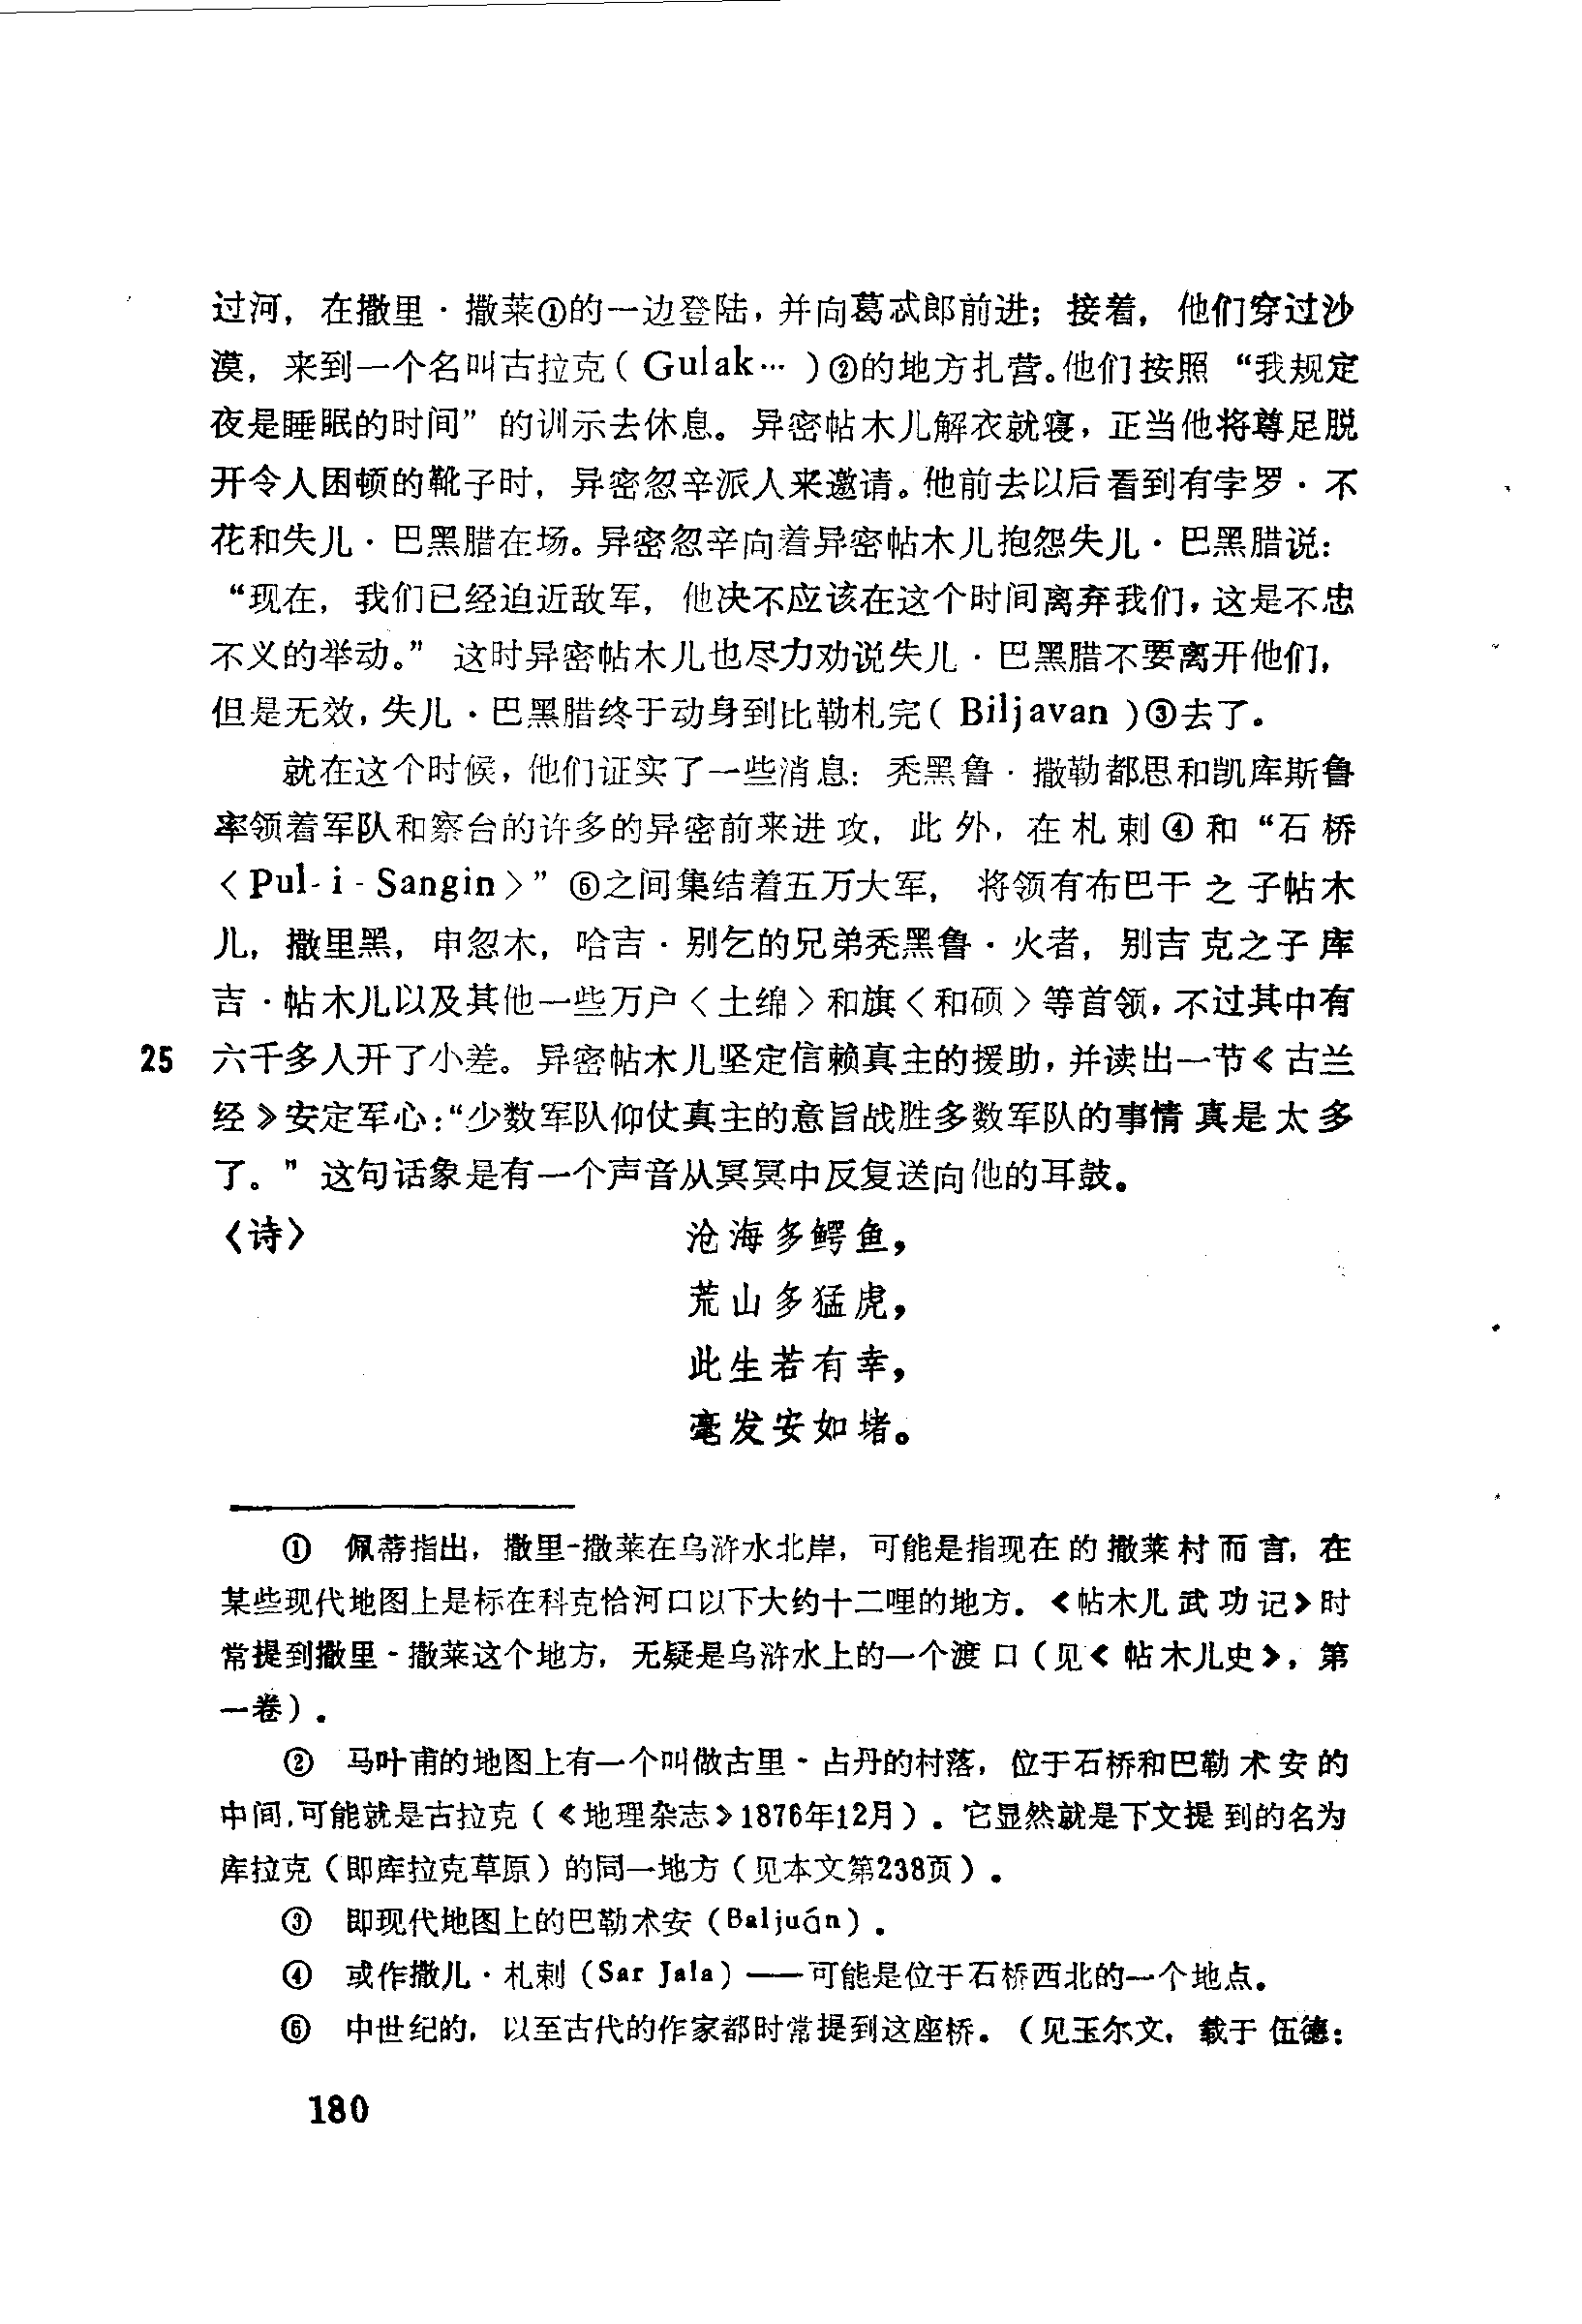 过河，在撒里·撒莱①的一边登陆，并向葛忒郎前进；接着，他们穿过沙
漠，来到一个名叫古拉克（Gulak…）②的地方扎营。他们按照“我规定
夜是睡眠的时间”的训示去休息。异密帖木儿解衣就寝，正当他将尊足脱
开令人困顿的靴子时，异密忽辛派人来邀请。他前去以后看到有孛罗·不
花和失儿·巴黑腊在场。异密忽辛向着异密帖木儿抱怨失儿·巴黑腊说：
“现在，我们已经迫近敌军，他决不应该在这个时间离弃我们，这是不忠
不义的举动。”这时异密帖木儿也尽力劝说失儿·巴黑腊不要离开他们，
但是无效，失儿·巴黑腊终于动身到比勒札完（Biljavan）③去了。
就在这个时候，他们证实了一些消息：秃黑鲁·撒勒都思和凯库斯鲁
率领着军队和察台的许多的异密前来进攻，此外，在札刺④和“石桥
〈Pul-i-Sangin〉”⑤之间集结着五万大军，将领有布巴干之子帖木
儿，撒里黑，申忽木，哈吉·别乞的兄弟秃黑鲁·火者，别吉克之子库
吉·帖木儿以及其他一些万户〈土绵〉和旗〈和硕〉等首领，不过其中有
25 六千多人开了小差。异密帖木儿坚定信赖真主的援助，并读出一节《古兰
经》安定军心：“少数军队仰仗真主的意旨战胜多数军队的事情真是太多
了。”这句话象是有一个声音从冥冥中反复送向他的耳鼓。
〈诗〉 沧海多鳄鱼，
荒山多猛虎，
此生若有幸，
毫发安如堵。
① 佩蒂指出，撒里-撒莱在乌浒水北岸，可能是指现在的撒莱村而言，在
某些现代地图上是标在科克恰河口以下大约十二哩的地方．《帖木儿武功记》时
常提到撒里-撒莱这个地方，无疑是乌浒水上的一个渡口（见《帖木儿史》，第
一卷）．
② 马叶甫的地图上有一个叫做古里-占丹的村落，位于石桥和巴勒术安的
中间，可能就是古拉克（《地理杂志》1876年12月）．它显然就是下文提到的名为
库拉克（即库拉克草原）的同一地方（见本文第238页）．
③ 即现代地图上的巴勒术安（Baljuán）．
④ 或作撒儿·札刺（Sar Jala）——可能是位于石桥西北的一个地点．
⑤ 中世纪的，以至古代的作家都时常提到这座桥．（见玉尔文，载于伍德：
180